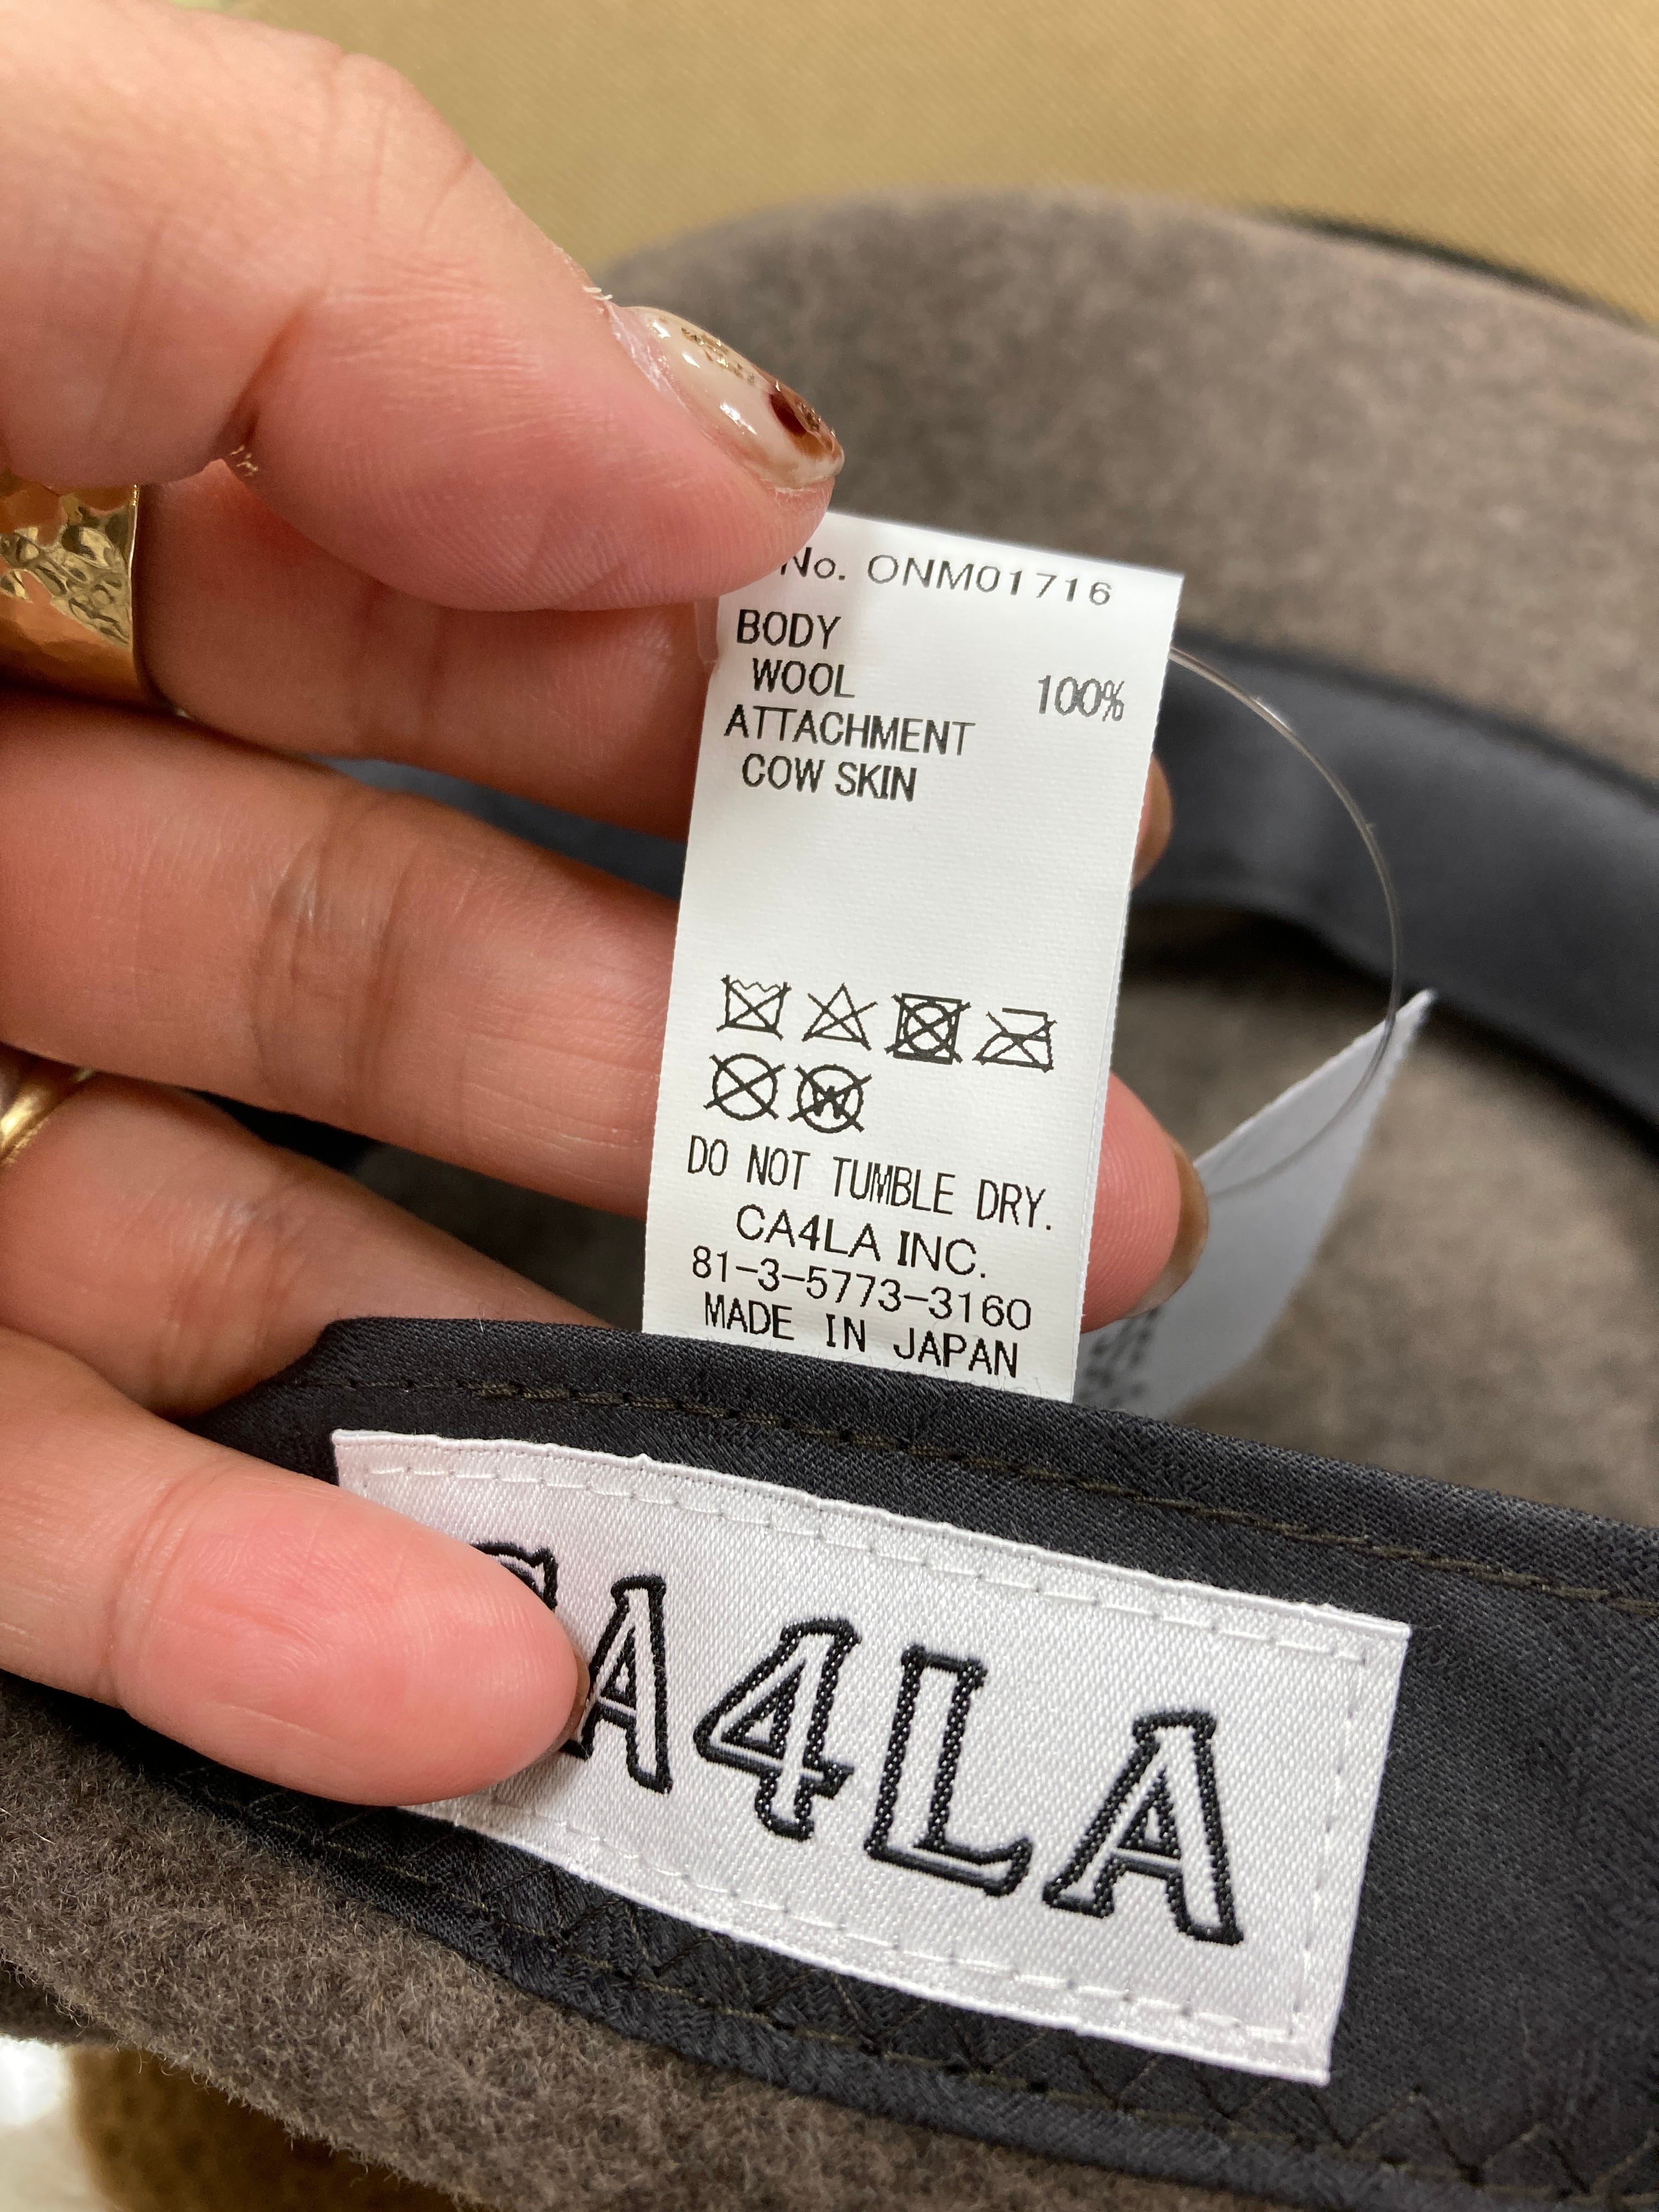 No. ONM01716
BODY
WOOL 100%
ATTACHMENT
COW SKIN
W
DO NOT TUMBLE DRY.
CA4LA INC.
81-3-5773-3160
MADE IN JAPAN
CA4LA